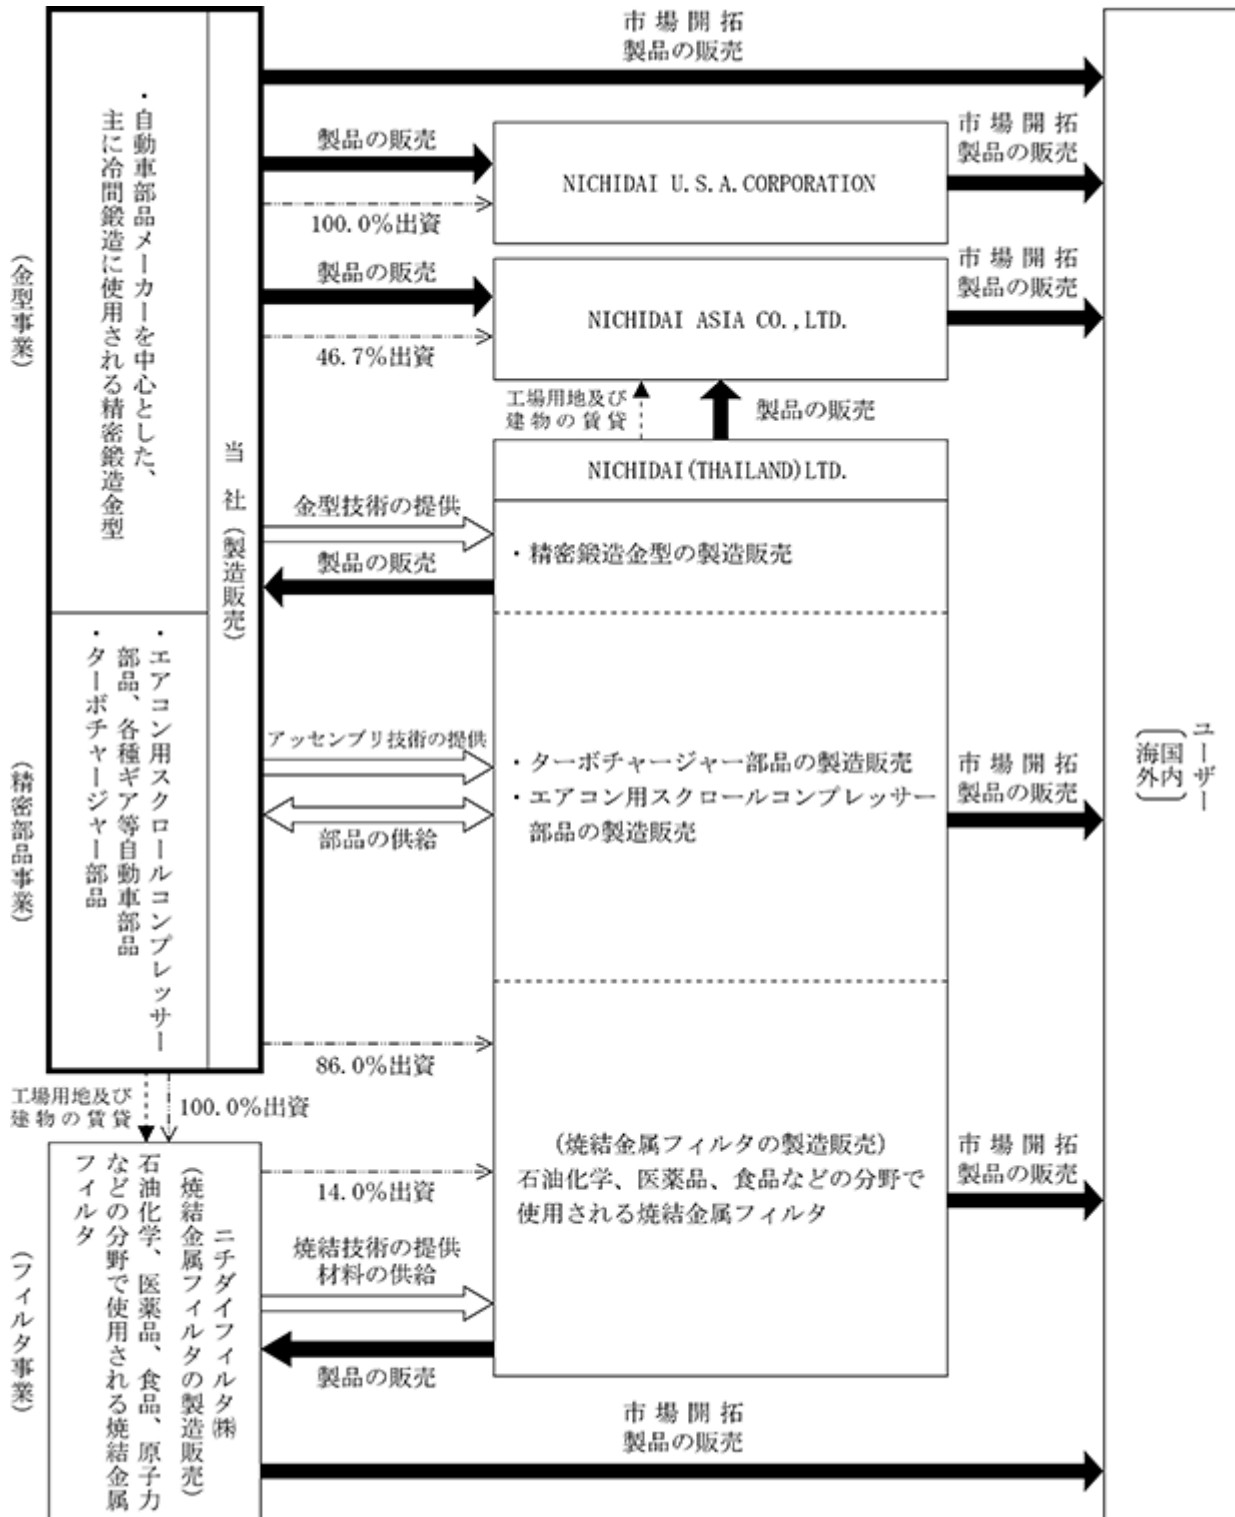 市場開拓
製品の販売
(金型事業)
・自動車部品メーカーを中心とした、
主に冷間鍛造に使用される精密鍛造金型
当社(製造販売)
製品の販売
100.0%出資
NICHIDAI U.S.A.CORPORATION
市場開拓
製品の販売
製品の販売
46.7%出資
NICHIDAI ASIA CO.,LTD.
市場開拓
製品の販売
工場用地及び
建物の賃貸
製品の販売
NICHIDAI(THAILAND)LTD.
金型技術の提供
製品の販売
・精密鍛造金型の製造販売
(精密部品事業)
・エアコン用スクロールコンプレッサー
部品、各種ギア等自動車部品
・ターボチャージャー部品
アッセンブリ技術の提供
部品の供給
・ターボチャージャー部品の製造販売
・エアコン用スクロールコンプレッサー
部品の製造販売
市場開拓
製品の販売
ユーザー
国内
海外
86.0%出資
工場用地及び
建物の賃貸
100.0%出資
(フィルタ事業)
ニチダイフィルタ㈱
(焼結金属フィルタの製造販売)
石油化学、医薬品、食品、原子力
などの分野で使用される焼結金属
フィルタ
14.0%出資
焼結技術の提供
材料の供給
製品の販売
(焼結金属フィルタの製造販売)
石油化学、医薬品、食品などの分野で
使用される焼結金属フィルタ
市場開拓
製品の販売
市場開拓
製品の販売